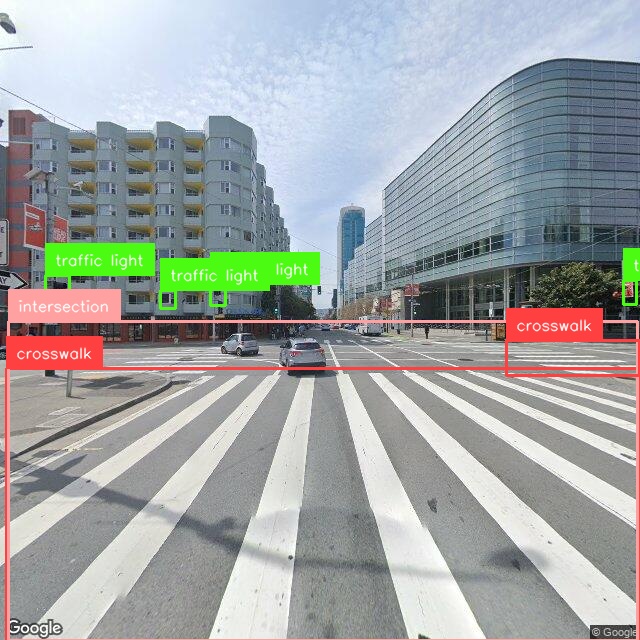 traffic light
traffic light
light
intersection
crosswalk
crosswalk
Google
© Google